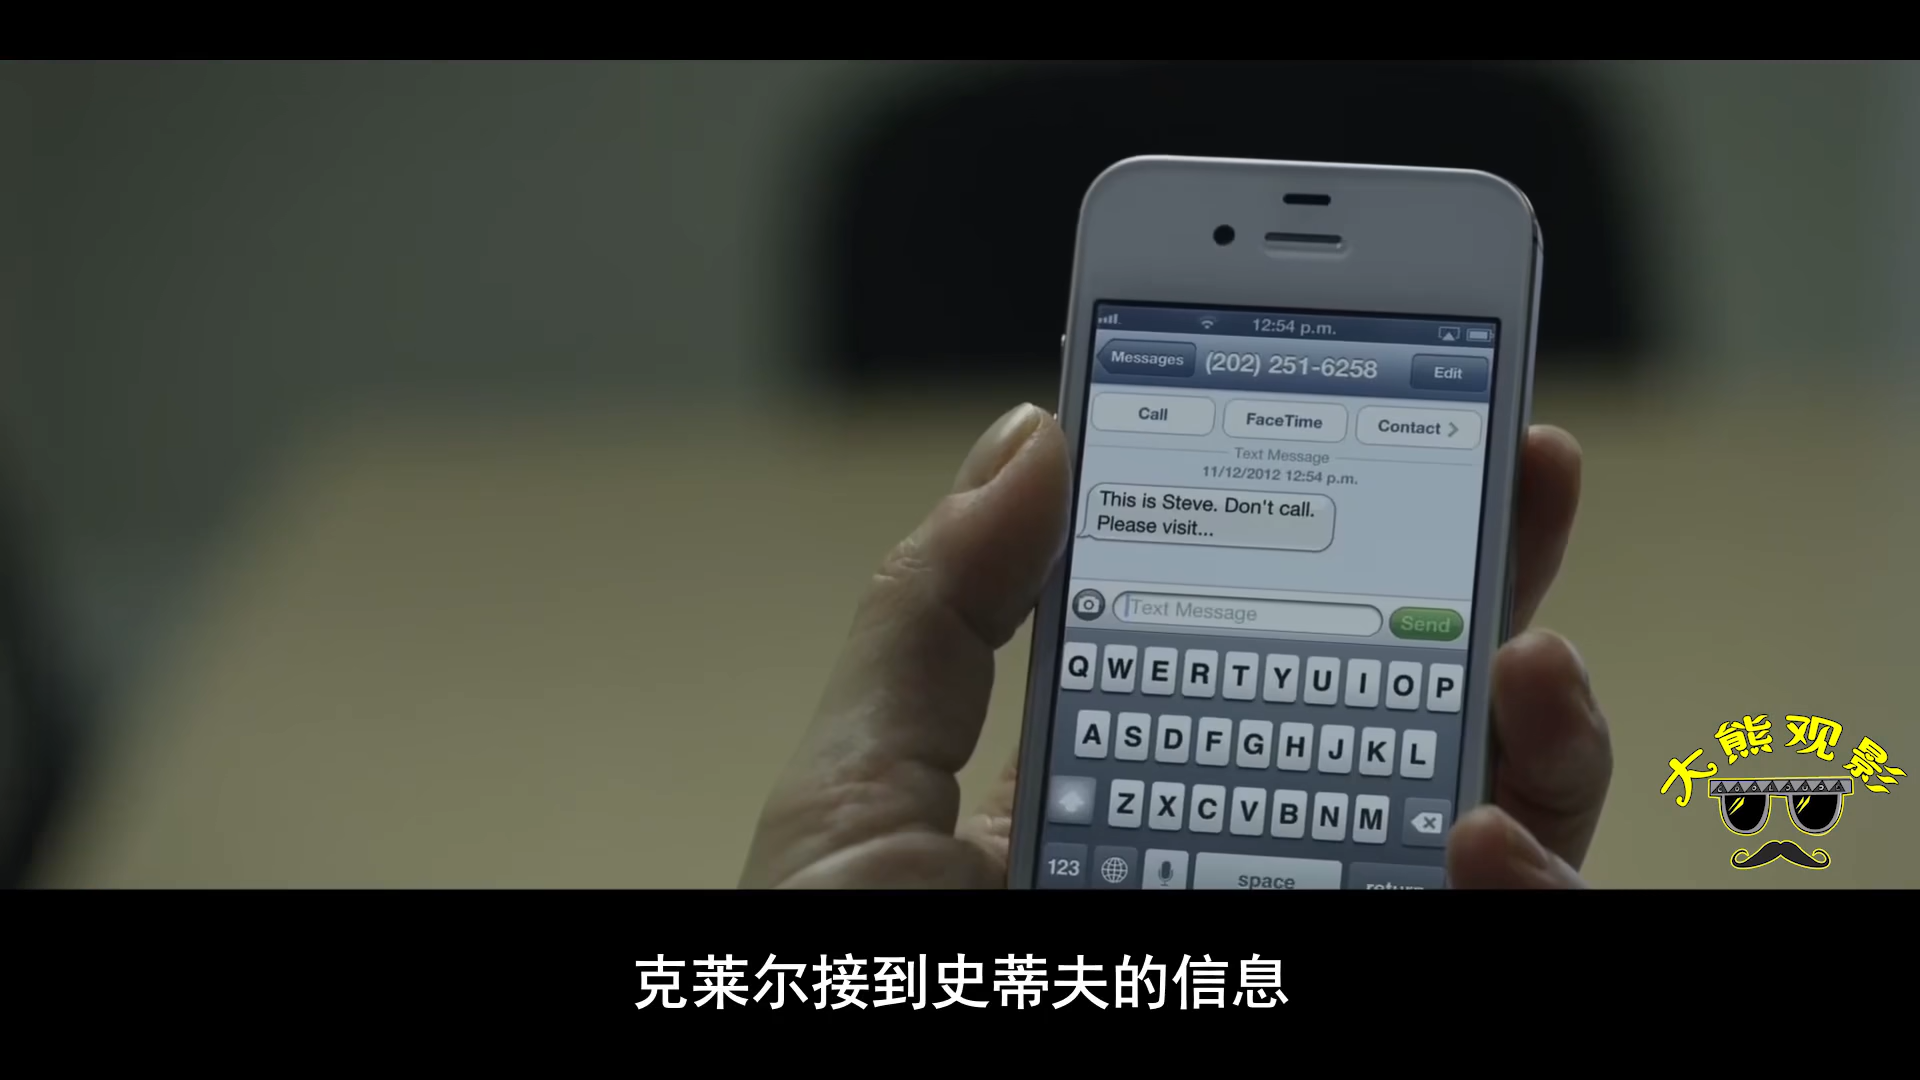 12:54 p.m.
Messages
(202) 251-6258
Edit
Call
FaceTime
Contact
Text Message
11/12/2012 12:54 p.m.
This is Steve. Don't call.
Please visit...
Text Message
Send
Q W E R T Y U I O P
A S D F G H J K L
Z X C V B N M
123
space
return
大熊观影
克莱尔接到史蒂夫的信息